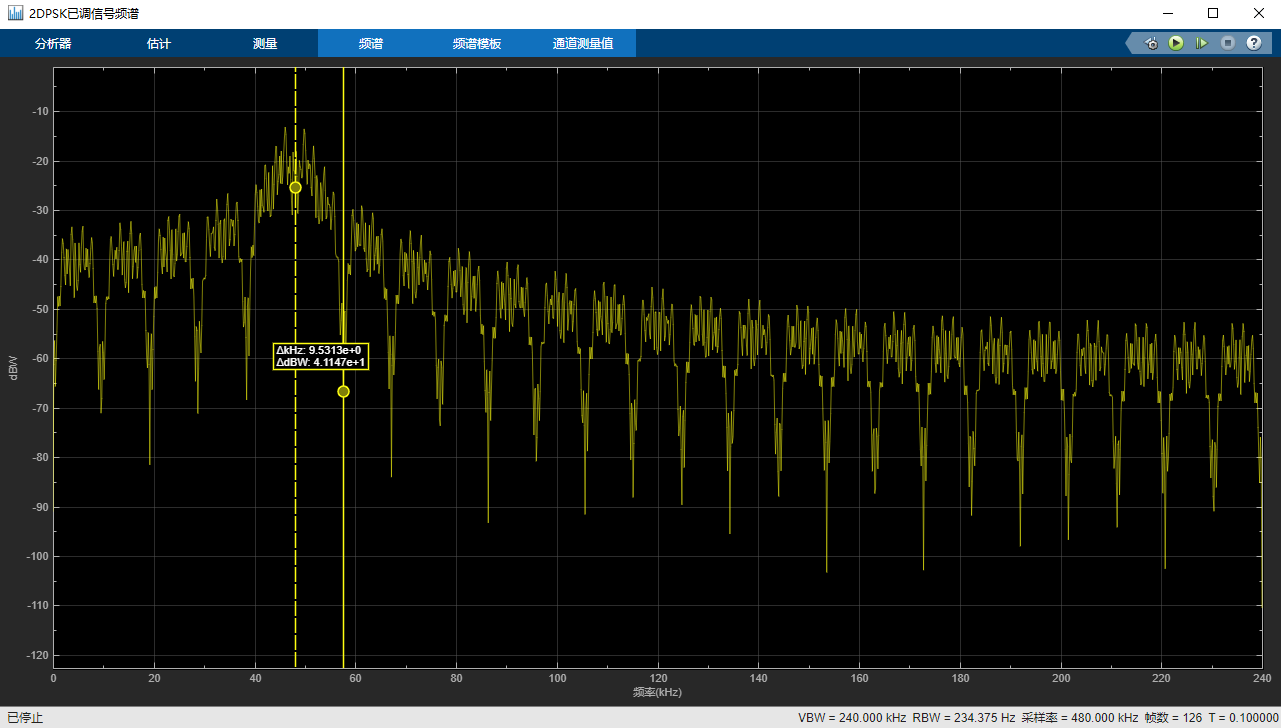 2DPSK已调信号频谱
分析器 估计 测量 频谱 频谱模板 通道测量值
-10
-20
-30
-40
-50
-60
-70
-80
-90
-100
-110
-120
dBW
ΔkHz: 9.5313e+0
ΔdBW: 4.1147e+1
0 20 40 60 80 100 120 140 160 180 200 220 240
频率(kHz)
已停止 VBW = 240.000 kHz RBW = 234.375 Hz 采样率 = 480.000 kHz 帧数 = 126 T = 0.100000